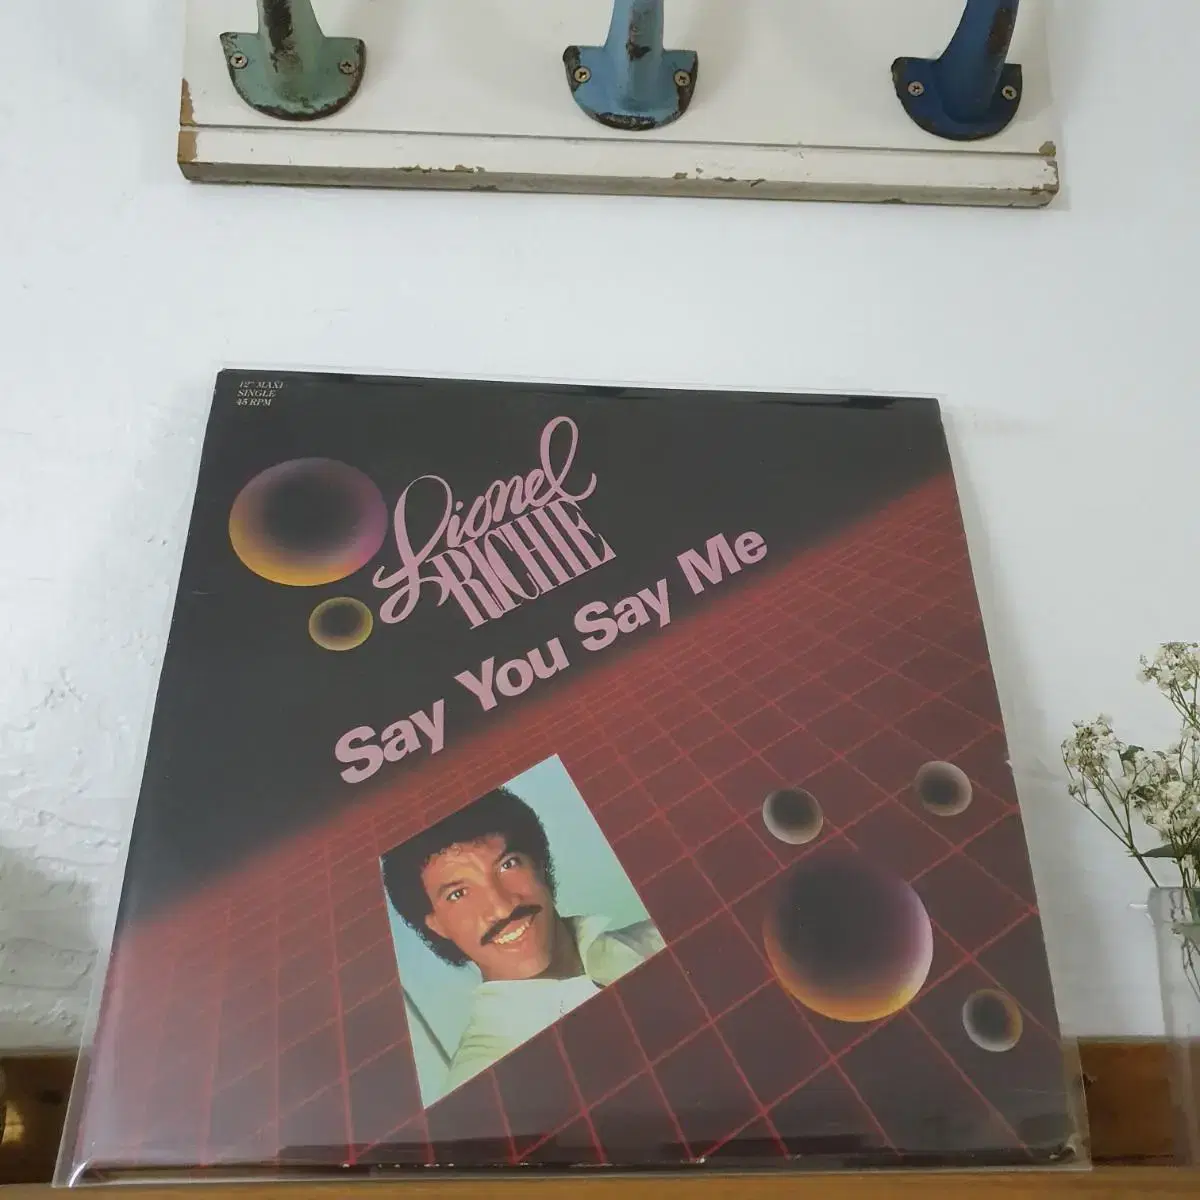 12" MAXI
SINGLE
45 RPM
Lionel
RICHIE
Say You Say Me